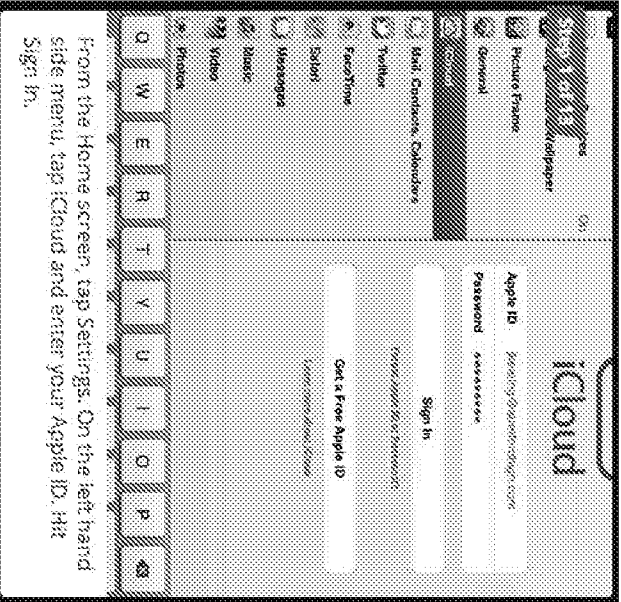 Wallpaper
Picture Frame
General
Mail, Contacts, Calendars
Twitter
FaceTime
Safari
Messages
Music
Video
Photos
iCloud
Apple ID
Password
Sign In
Get a Free Apple ID
Q W E R T Y U I O P
From the Home screen, tap Settings. On the left hand
side menu, tap iCloud and enter your Apple ID. Hit
Sign In.